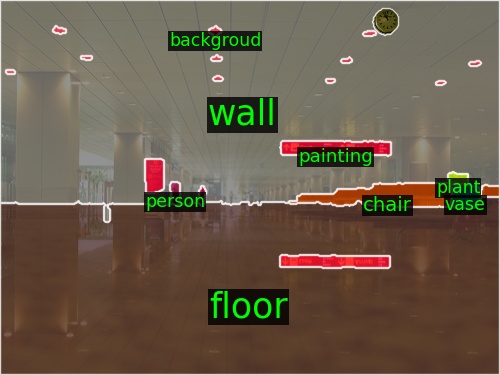 backgroud
wall
painting
plant
person
chair
vase
floor